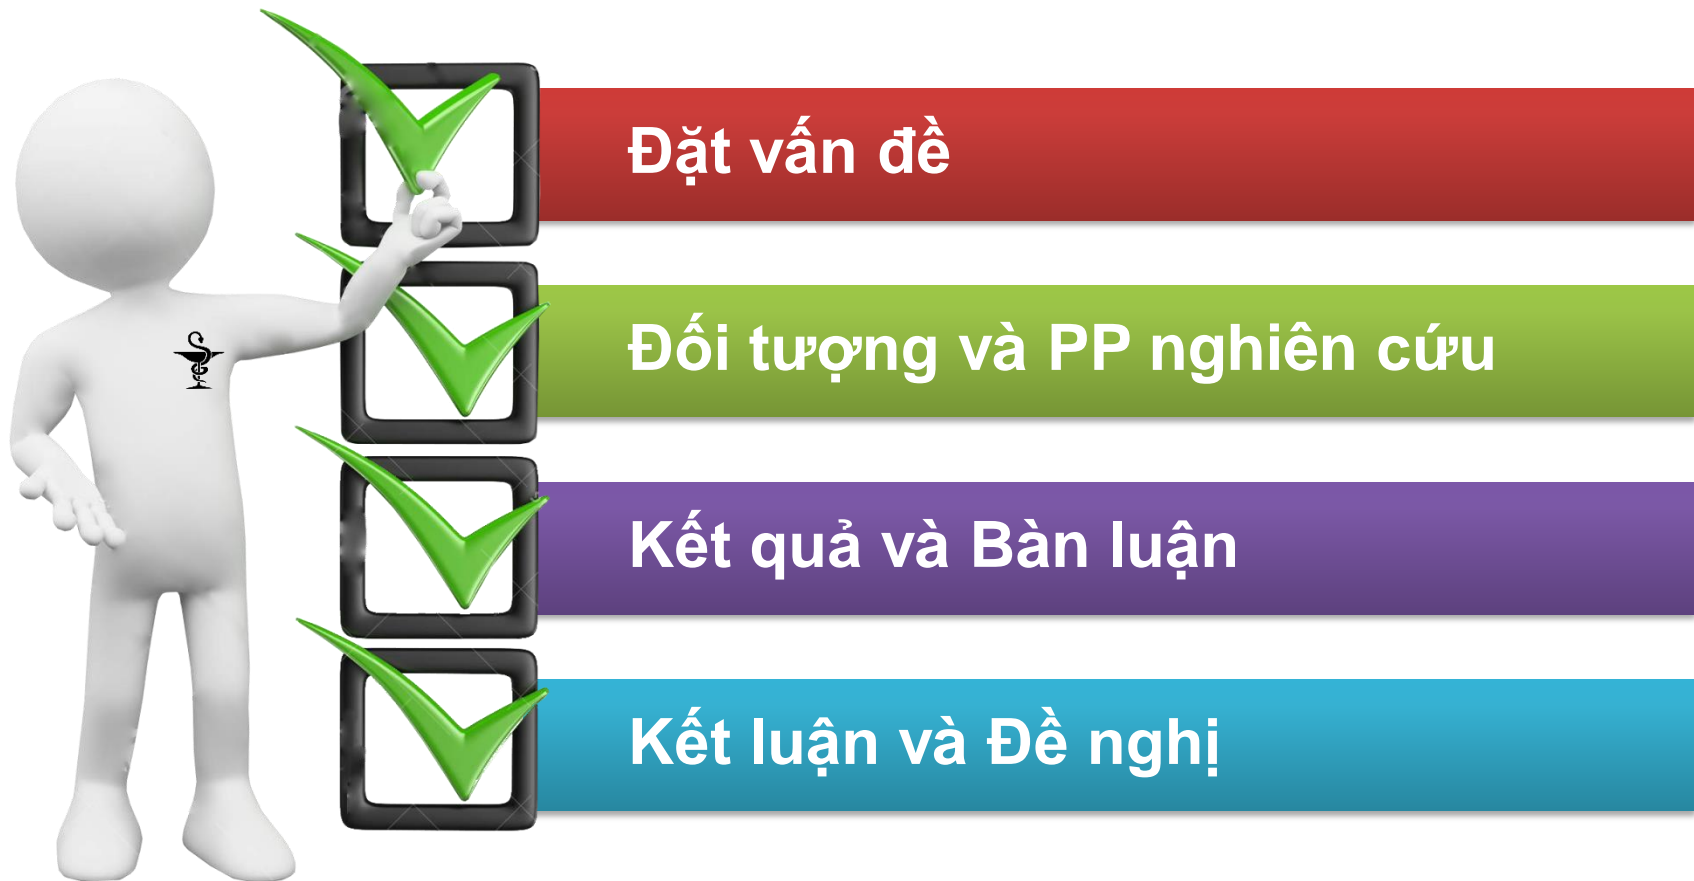 Đặt vấn đề
Đối tượng và PP nghiên cứu
Kết quả và Bàn luận
Kết luận và Đề nghị